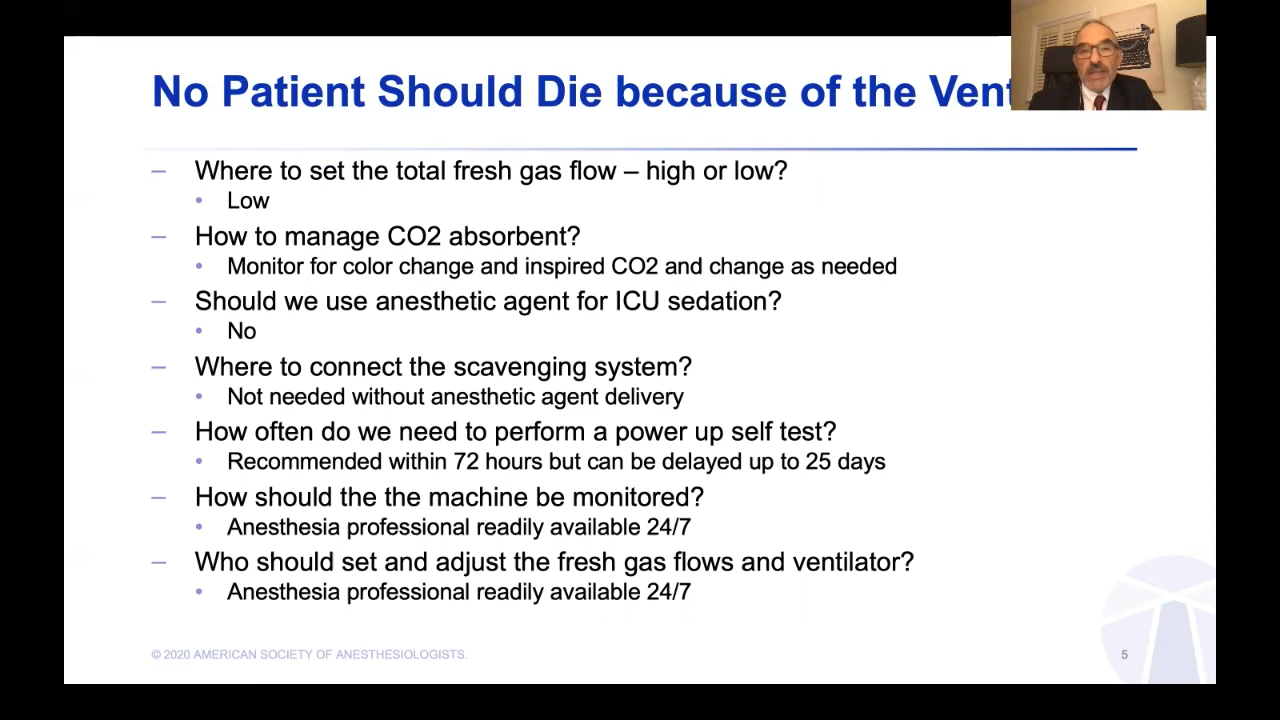 No Patient Should Die because of the Vent
– Where to set the total fresh gas flow – high or low?
• Low
– How to manage CO2 absorbent?
• Monitor for color change and inspired CO2 and change as needed
– Should we use anesthetic agent for ICU sedation?
• No
– Where to connect the scavenging system?
• Not needed without anesthetic agent delivery
– How often do we need to perform a power up self test?
• Recommended within 72 hours but can be delayed up to 25 days
– How should the the machine be monitored?
• Anesthesia professional readily available 24/7
– Who should set and adjust the fresh gas flows and ventilator?
• Anesthesia professional readily available 24/7
© 2020 AMERICAN SOCIETY OF ANESTHESIOLOGISTS.
5